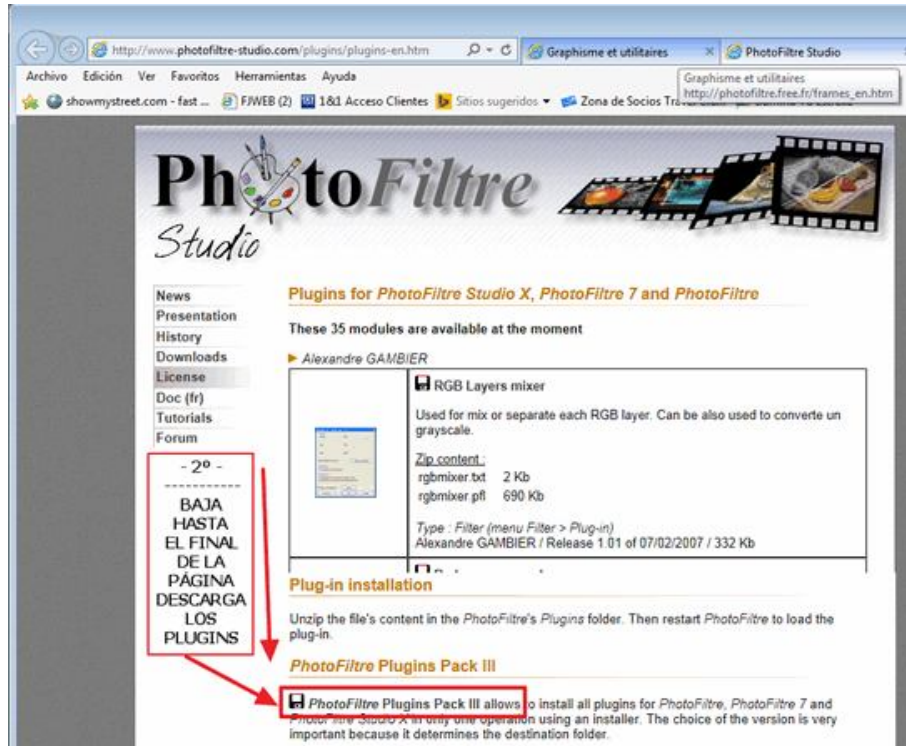 http://www.photofiltre-studio.com/plugins/plugins-en.htm
Graphisme et utilitaires
PhotoFiltre Studio
Archivo Edición Ver Favoritos Herramientas Ayuda
Graphisme et utilitaires
http://photofiltre.free.fr/frames_en.htm
showmystreet.com - fast ... FJWEB (2) 1&1 Acceso Clientes Sitios sugeridos Zona de Socios
PhotoFiltre
Studio
News
Presentation
History
Downloads
License
Doc (fr)
Tutorials
Forum
- 2º -
-----------
BAJA
HASTA
EL FINAL
DE LA
PÁGINA
DESCARGA
LOS
PLUGINS
Plugins for PhotoFiltre Studio X, PhotoFiltre 7 and PhotoFiltre
These 35 modules are available at the moment
Alexandre GAMBIER
RGB Layers mixer
Used for mix or separate each RGB layer. Can be also used to converte un
grayscale.
Zip content :
rgbmixer.txt 2 Kb
rgbmixer.pfl 690 Kb
Type : Filter (menu Filter > Plug-in)
Alexandre GAMBIER / Release 1.01 of 07/02/2007 / 332 Kb
Plug-in installation
Unzip the file's content in the PhotoFiltre's Plugins folder. Then restart PhotoFiltre to load the
plug-in.
PhotoFiltre Plugins Pack III
PhotoFiltre Plugins Pack III allows to install all plugins for PhotoFiltre, PhotoFiltre 7 and
PhotoFiltre Studio X in only one operation using an installer. The choice of the version is very
important because it determines the destination folder.